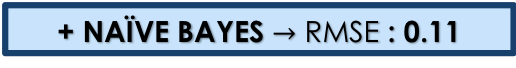 + NAÏVE BAYES → RMSE : 0.11